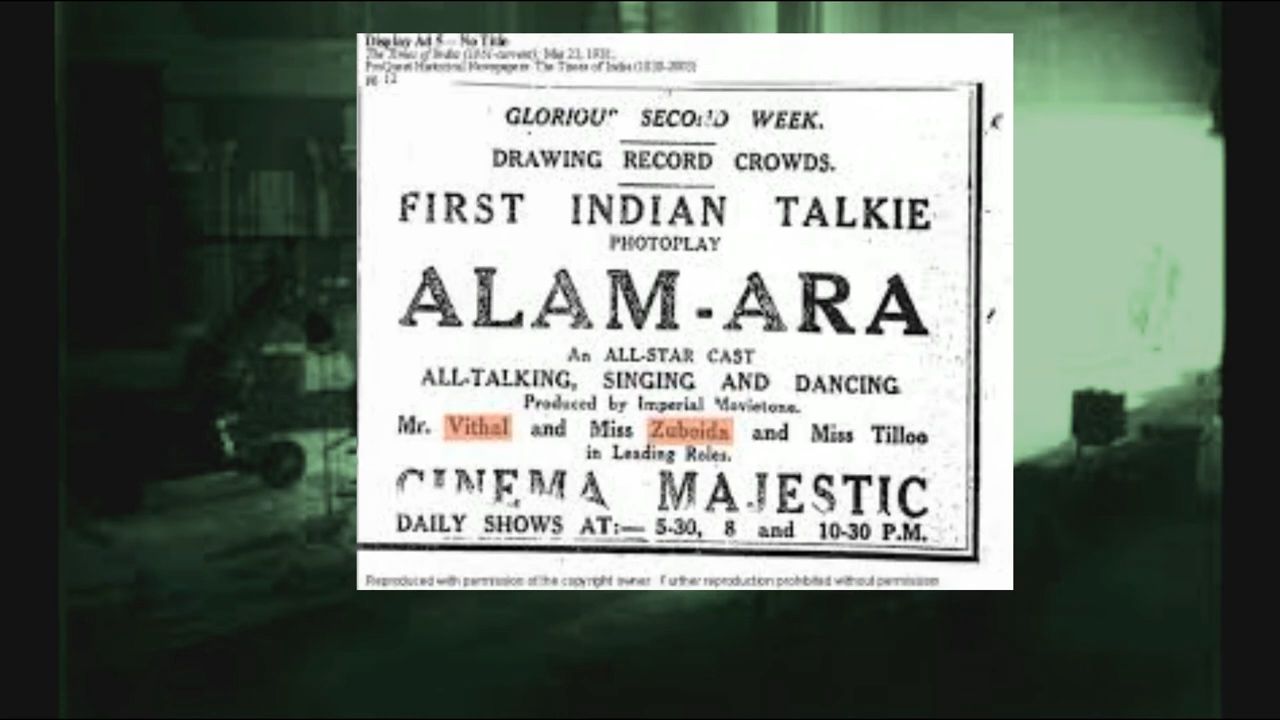 Display Ad 5 -- No Title
The Times of India (1861-current); Mar 23, 1931;
ProQuest Historical Newspapers: The Times of India (1838-2003)
pg. 12
GLORIOUS SECOND WEEK.
DRAWING RECORD CROWDS.
FIRST INDIAN TALKIE
PHOTOPLAY
ALAM-ARA
An ALL-STAR CAST
ALL-TALKING, SINGING AND DANCING
Produced by Imperial Movietone.
Mr. Vithal and Miss Zubeida and Miss Tilloo
in Leading Roles.
CINEMA MAJESTIC
DAILY SHOWS AT:— 5-30, 8 and 10-30 P.M.
Reproduced with permission of the copyright owner. Further reproduction prohibited without permission.